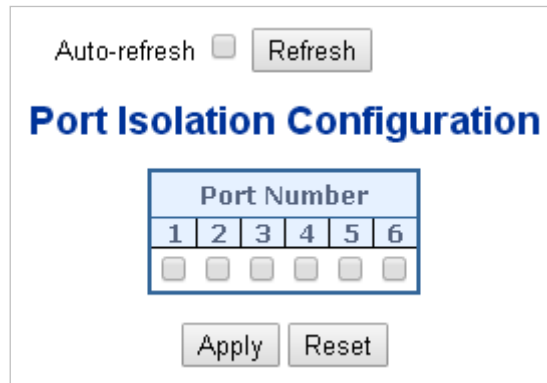 Auto-refresh Refresh
Port Isolation Configuration
Port Number
1 2 3 4 5 6
Apply Reset